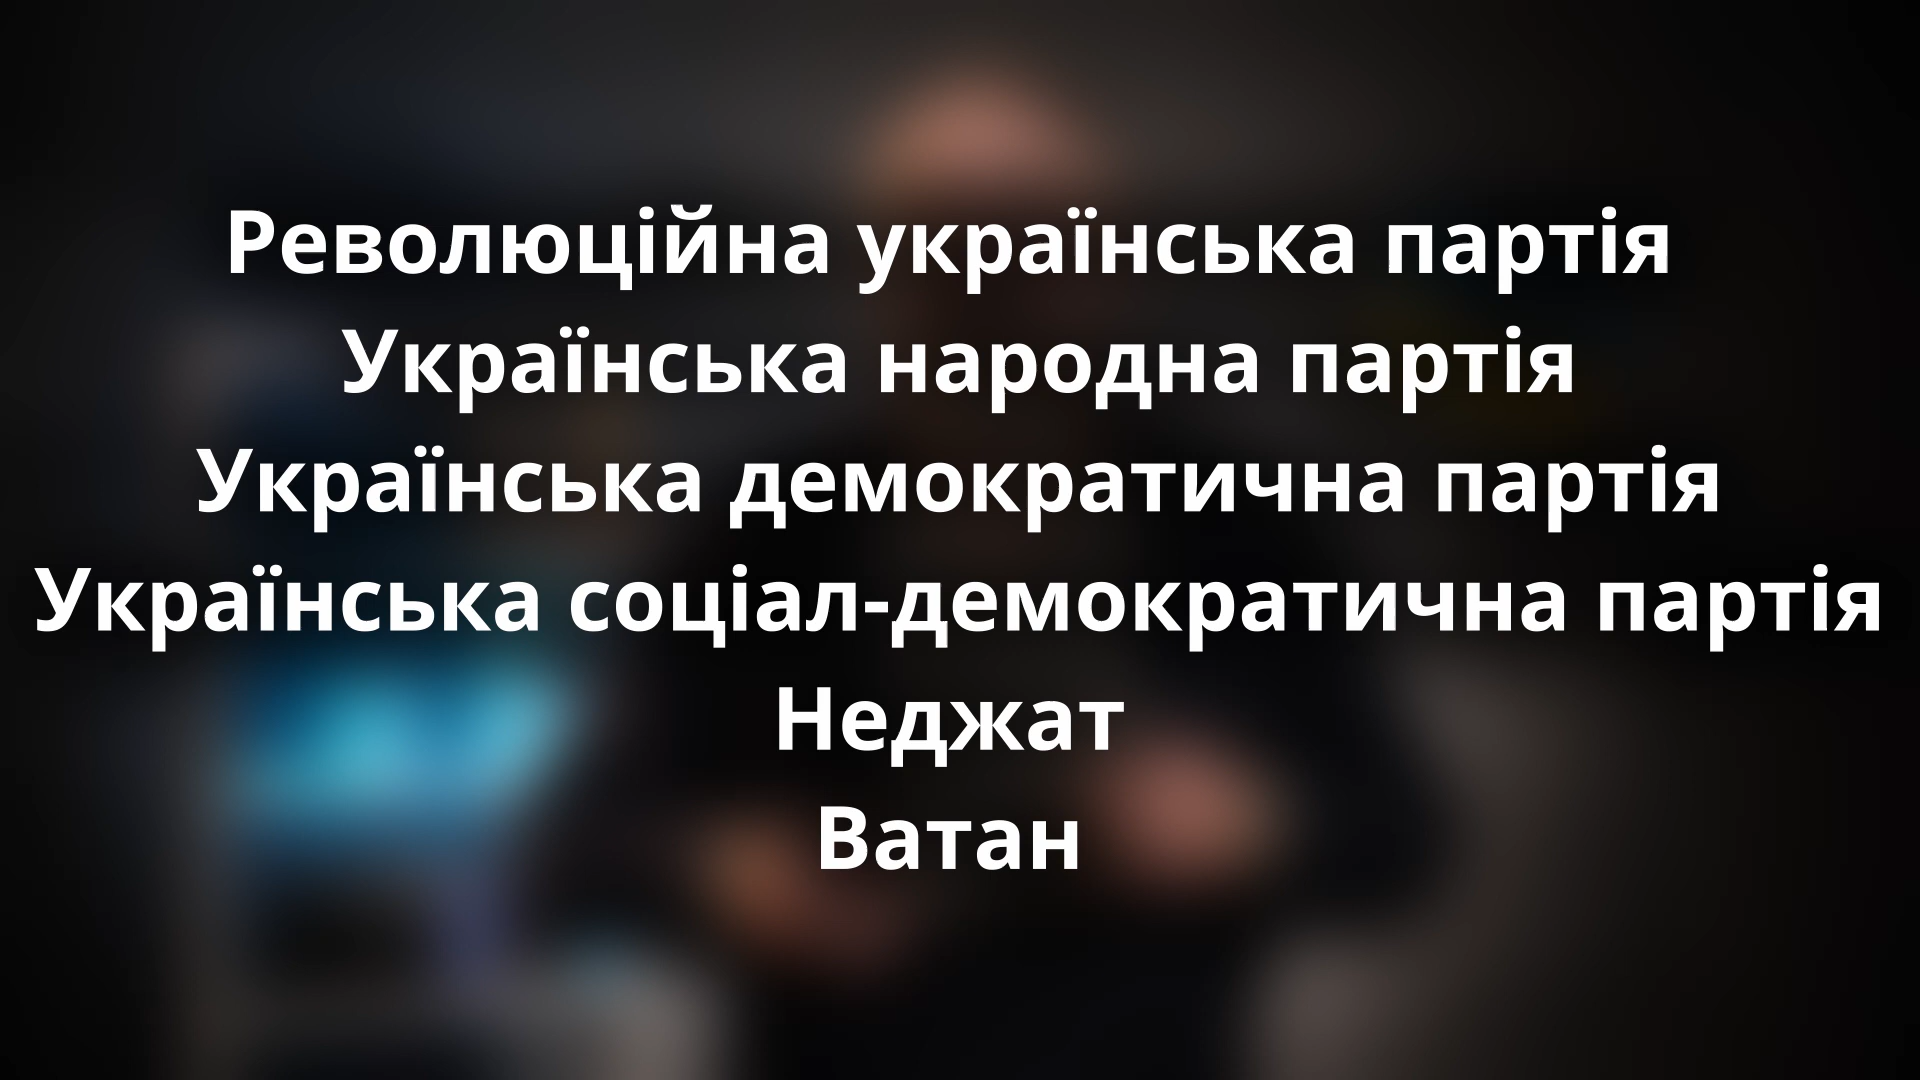 Революційна українська партія
Українська народна партія
Українська демократична партія
Українська соціал-демократична партія
Неджат
Ватан